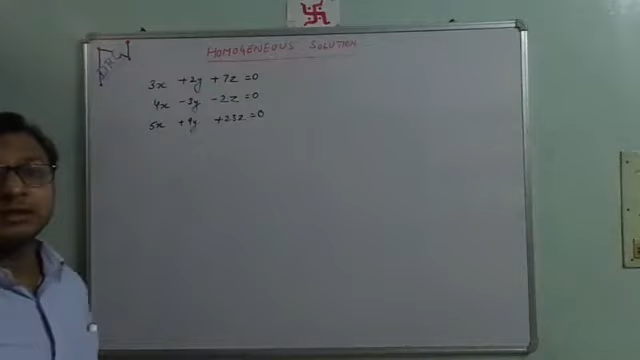 HOMOGENEOUS SOLUTION
3x +2y +7z =0
4x -3y -2z =0
5x +9y +23z =0